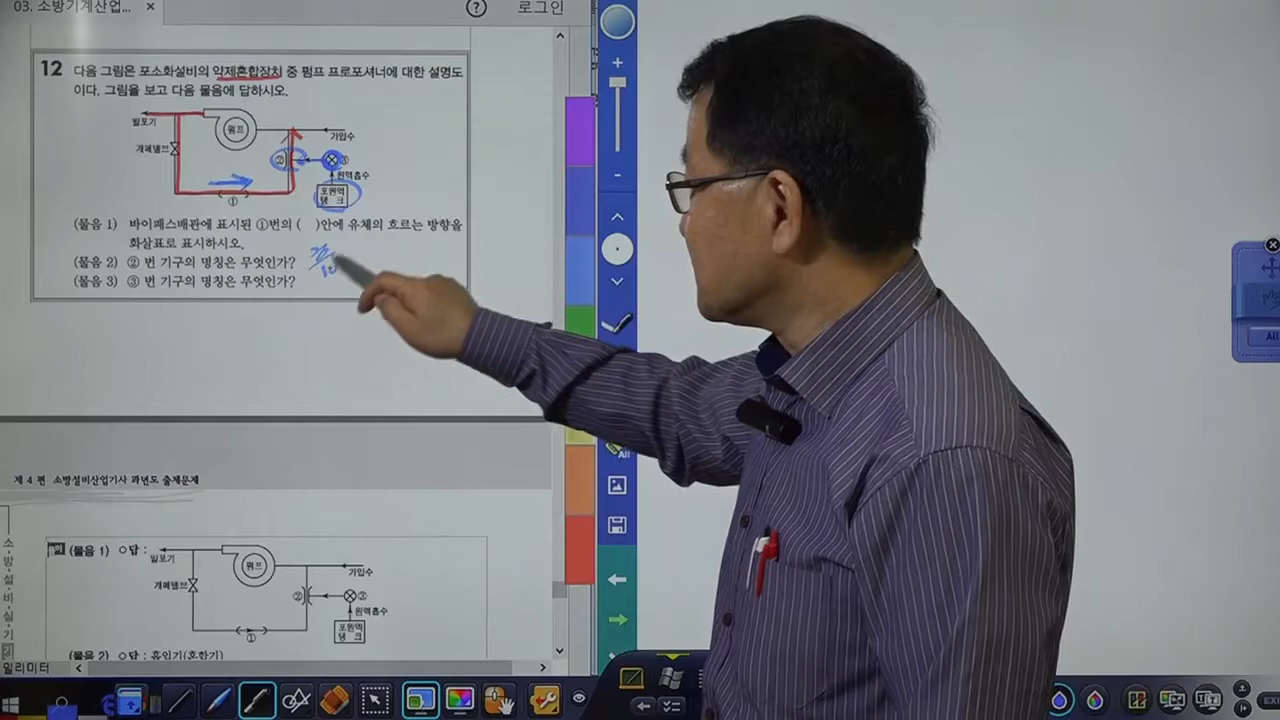 03. 소방기계산업... ×
? 로그인
12 다음 그림은 포소화설비의 약제혼합장치 중 펌프 프로포셔너에 대한 설명도
이다. 그림을 보고 다음 물음에 답하시오.
발포기
펌프
가압수
개폐밸브
② ③
원액흡수
포원액
탱 크
①
(물음 1) 바이패스배관에 표시된 ①번의 ( )안에 유체의 흐르는 방향을
화살표로 표시하시오.
(물음 2) ② 번 기구의 명칭은 무엇인가?
(물음 3) ③ 번 기구의 명칭은 무엇인가?
제 4 편 소방설비산업기사 과년도 출제문제
소·방·설·비·실·기
답 (물음 1) ○답 :
발포기
펌프
가압수
개폐밸브
② ③
원액흡수
포원액
탱 크
①
(물음 2) ○답 : 흡인기(혼합기)
밀리미터
All
All